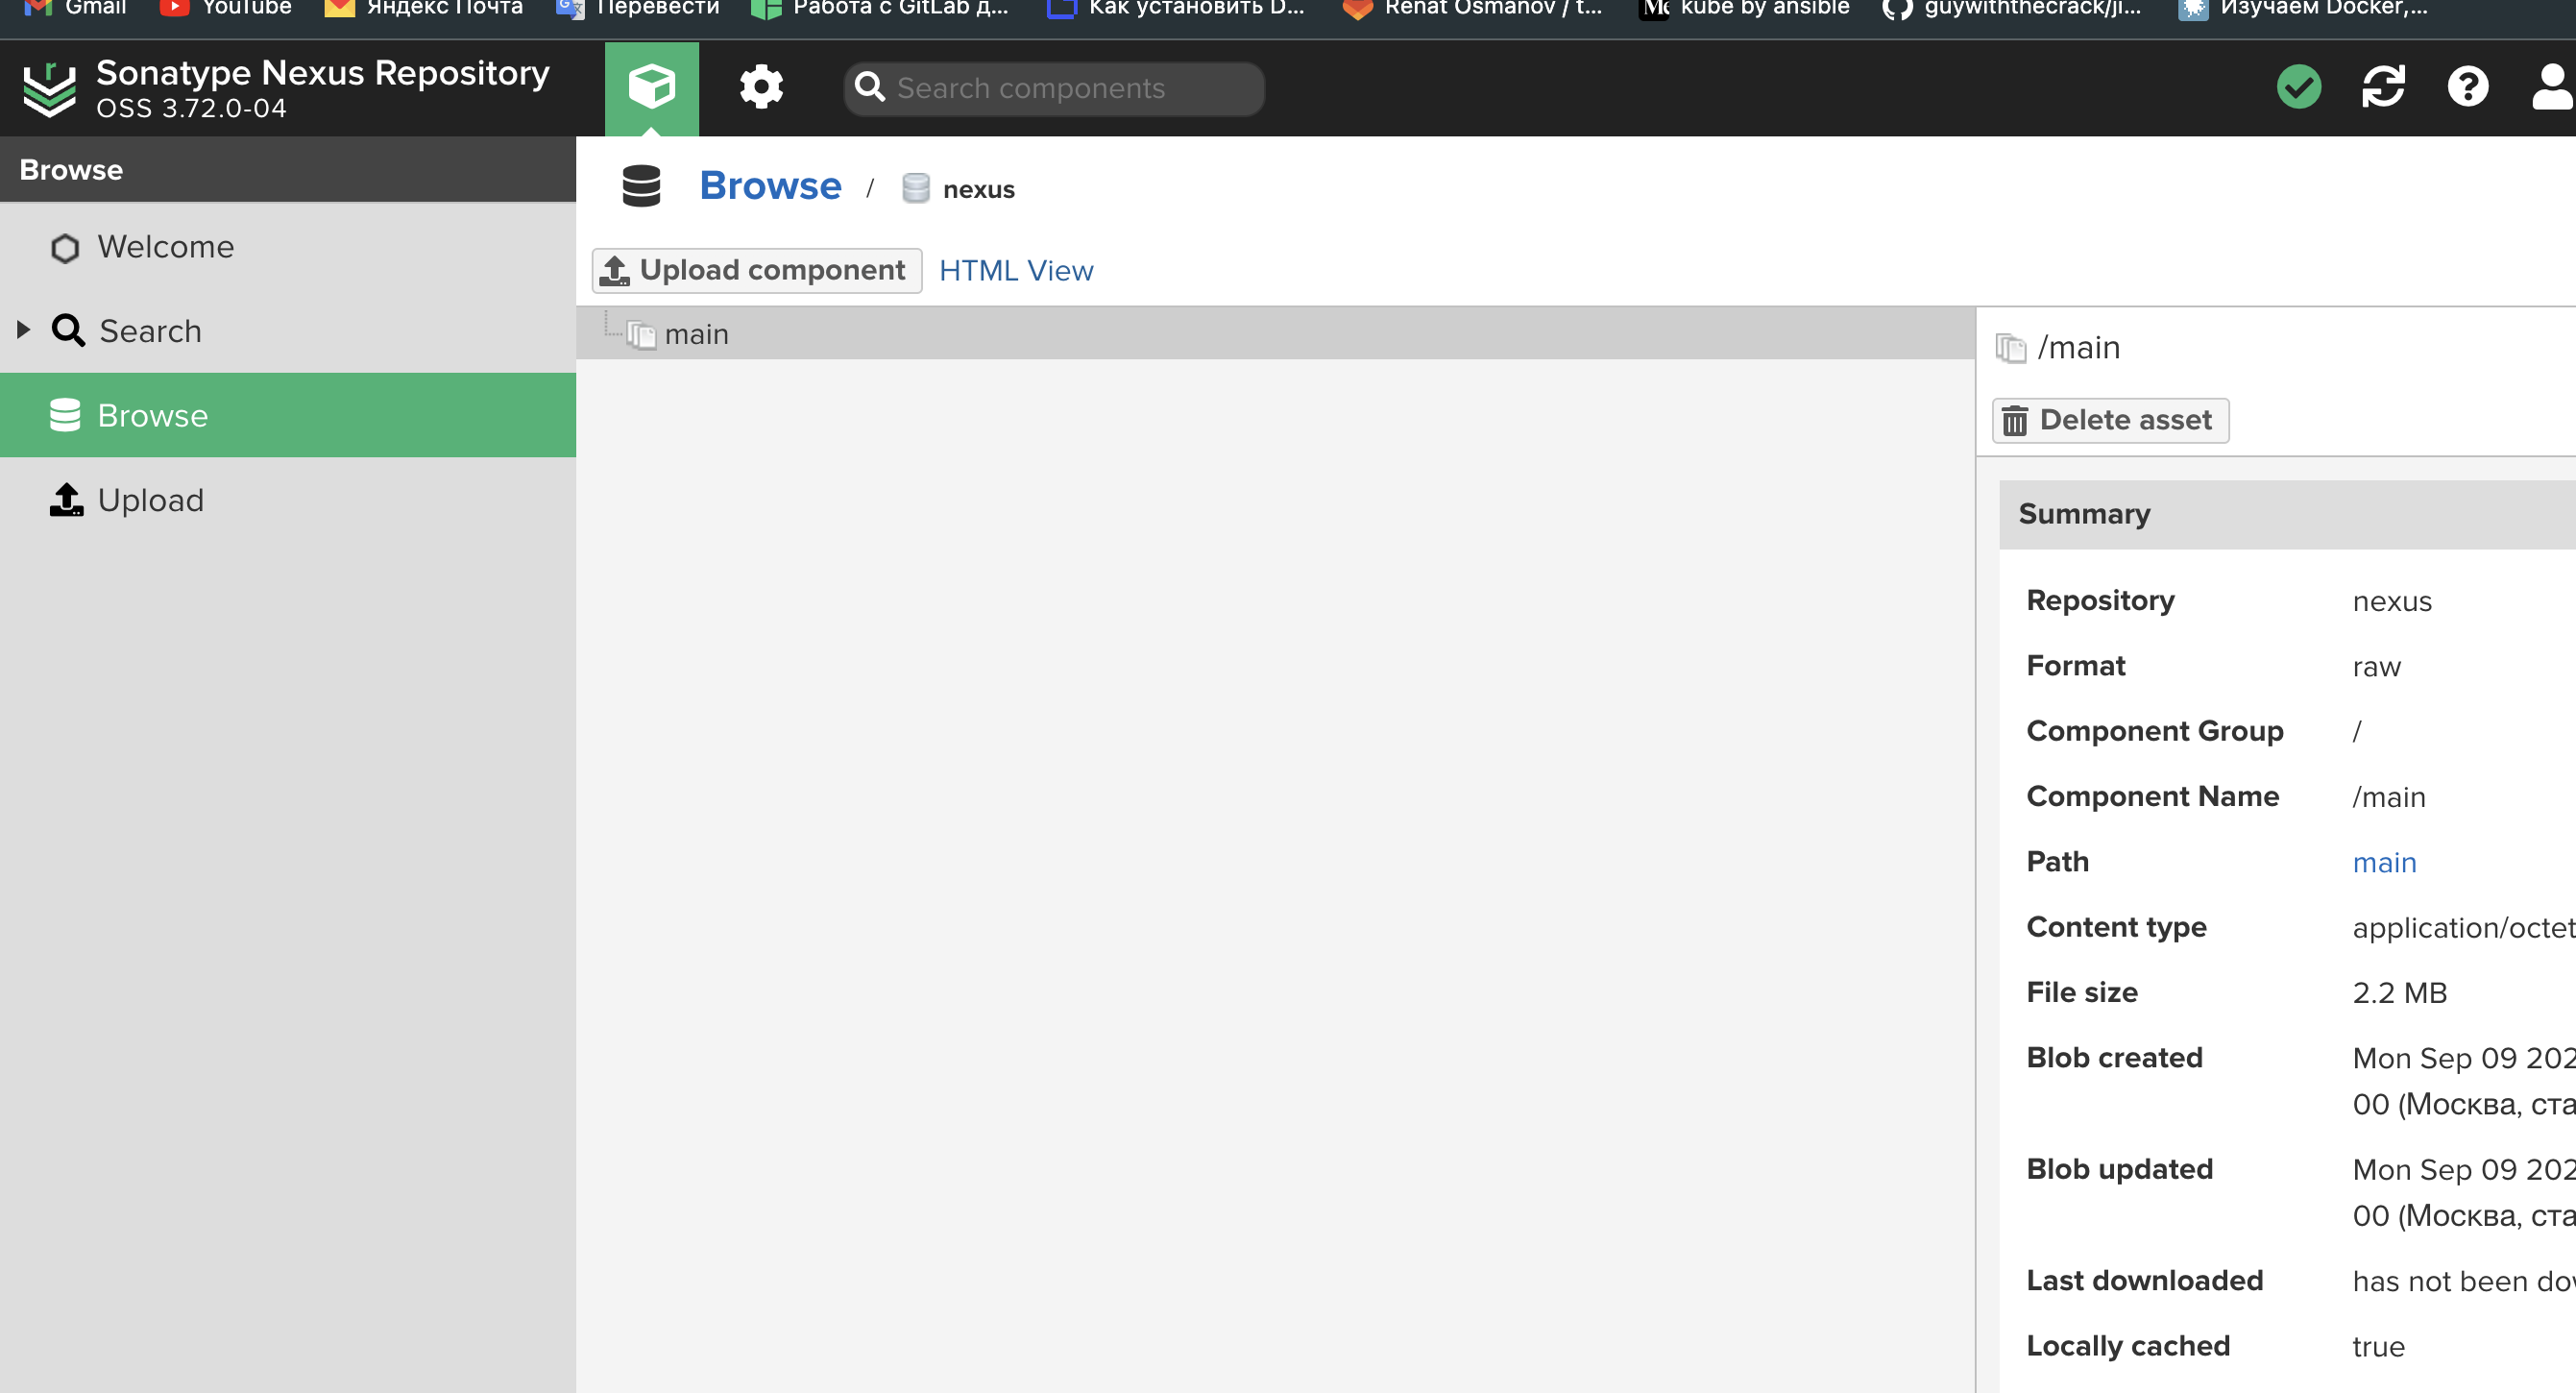 Gmail YouTube Яндекс Почта Перевести Работа с GitLab д... Как установить D... Renat Osmanov / t... kube by ansible guywiththecrack/ji... Изучаем Docker,...
Sonatype Nexus Repository
OSS 3.72.0-04
Search components
Browse
Welcome
Search
Browse
Upload
Browse / nexus
Upload component HTML View
main
/main
Delete asset
Summary
Repository nexus
Format raw
Component Group /
Component Name /main
Path main
Content type application/octet
File size 2.2 MB
Blob created Mon Sep 09 202
00 (Москва, ста
Blob updated Mon Sep 09 202
00 (Москва, ста
Last downloaded has not been do
Locally cached true